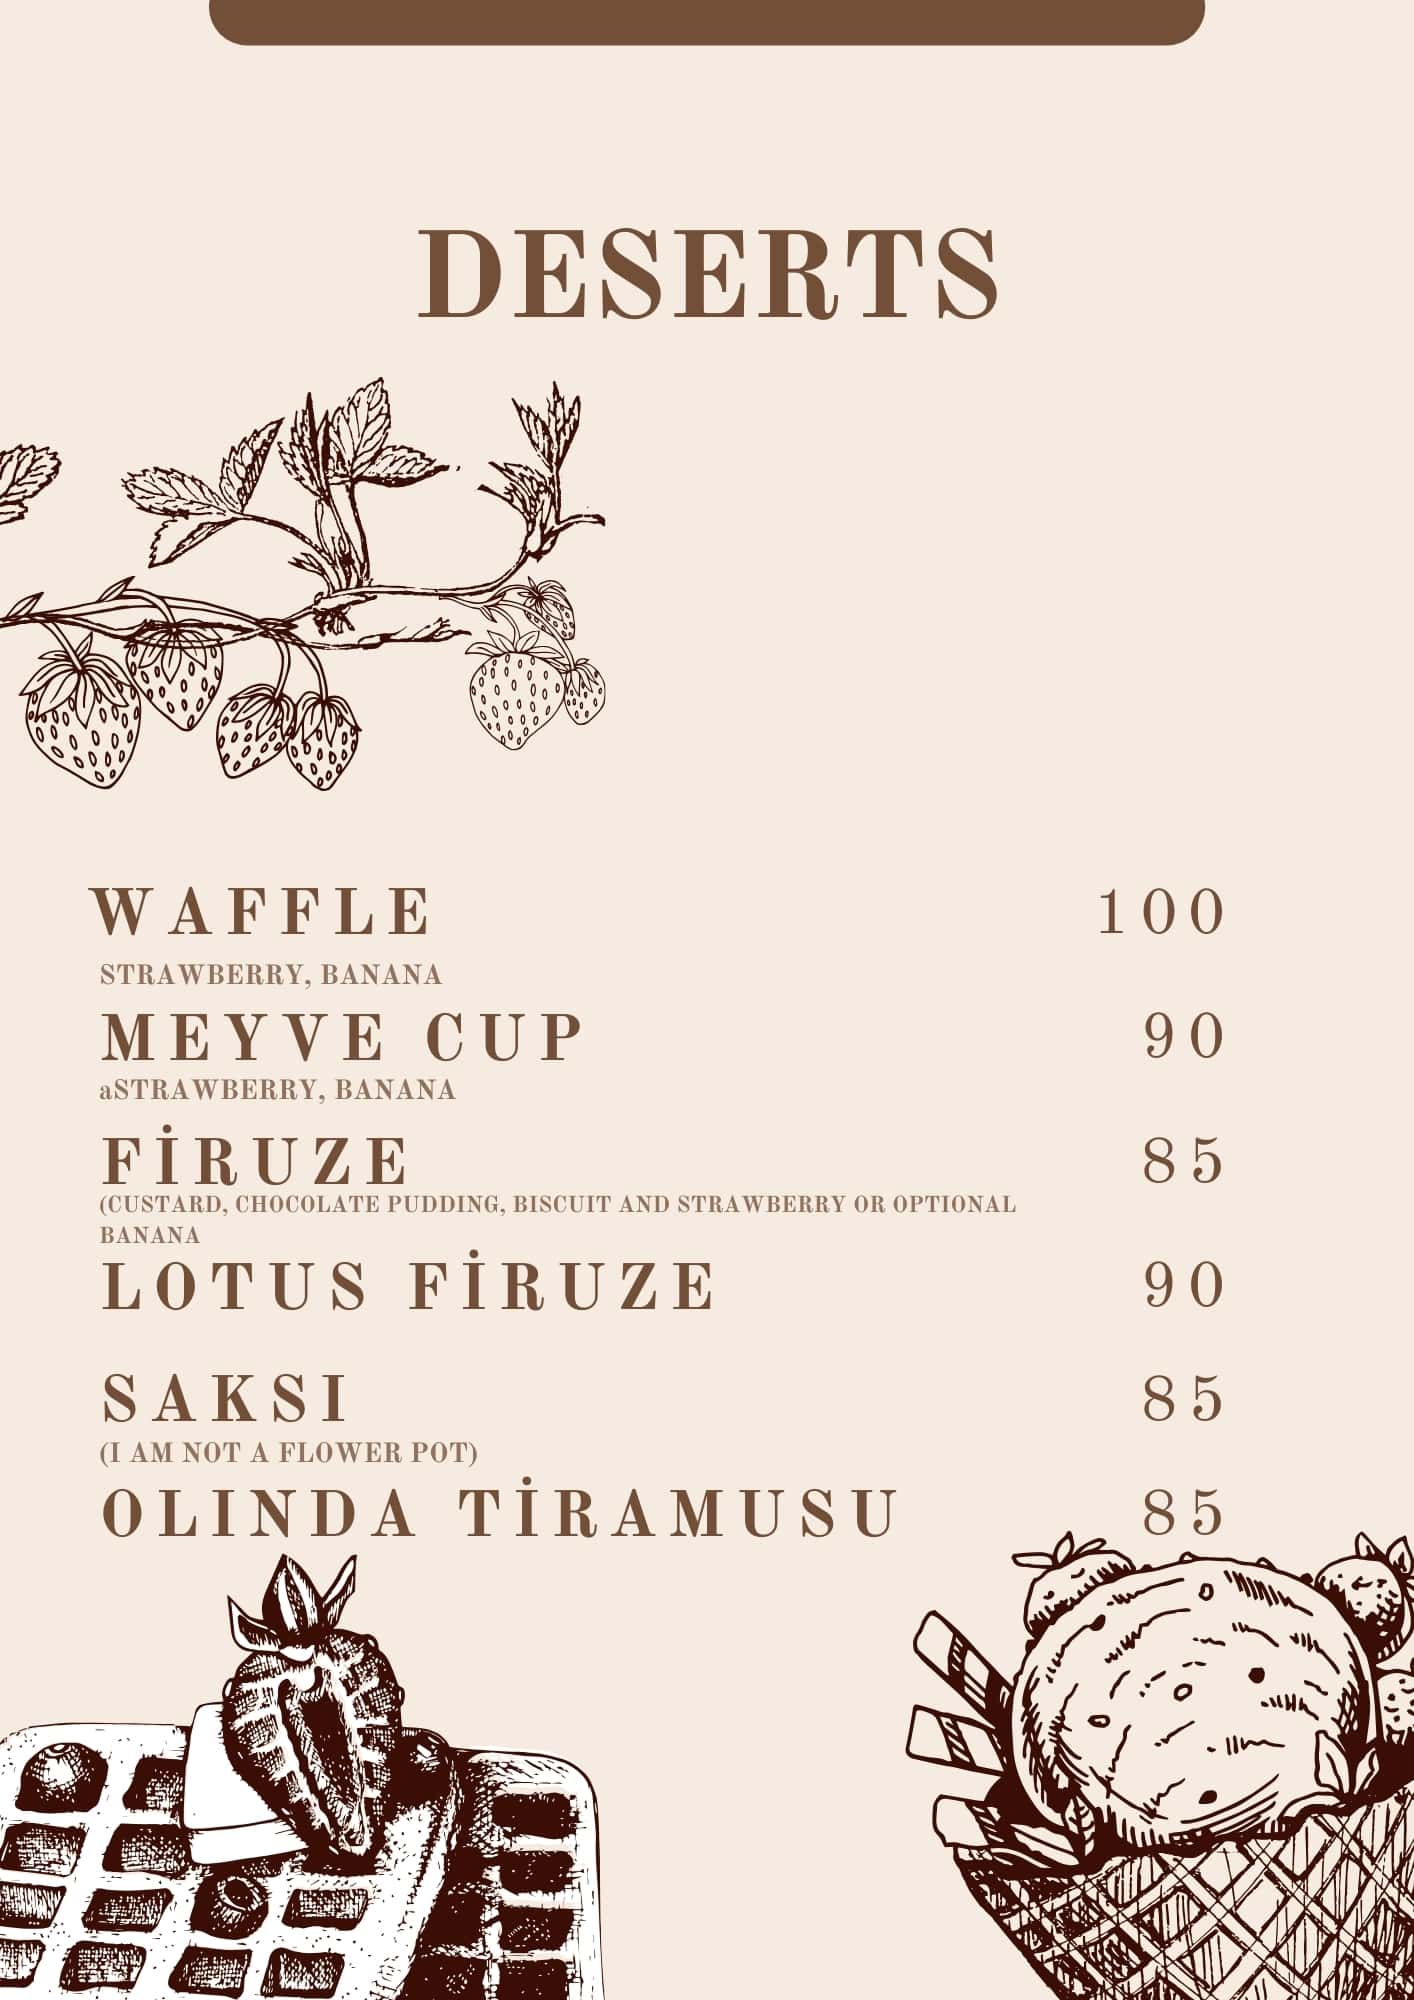 DESERTS
WAFFLE 100
STRAWBERRY, BANANA
MEYVE CUP 90
aSTRAWBERRY, BANANA
FİRUZE 85
(CUSTARD, CHOCOLATE PUDDING, BISCUIT AND STRAWBERRY OR OPTIONAL
BANANA
LOTUS FİRUZE 90
SAKSI 85
(I AM NOT A FLOWER POT)
OLINDA TİRAMUSU 85